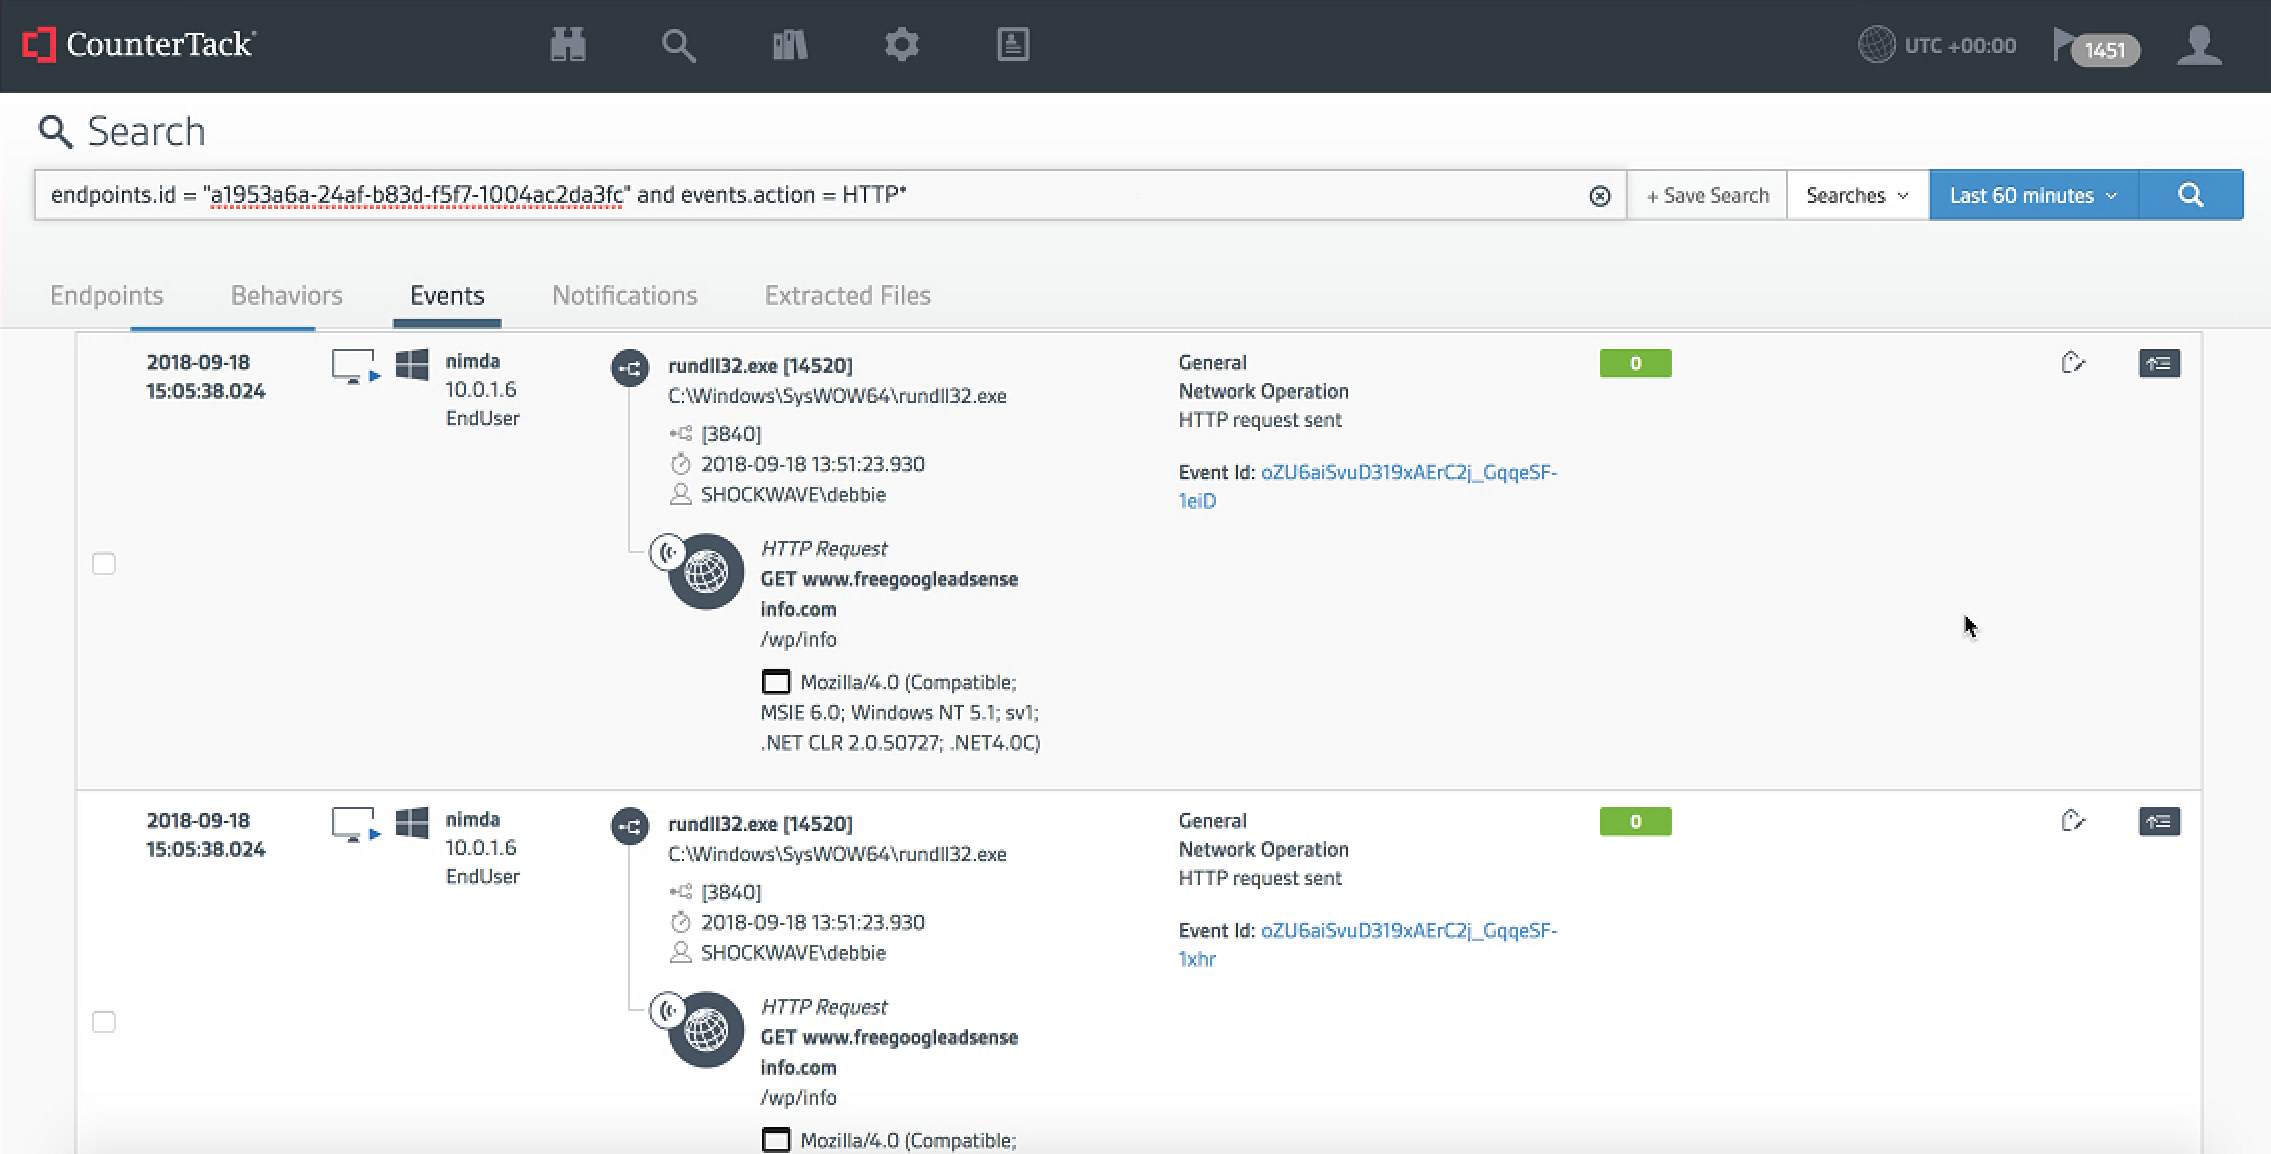 CounterTack
UTC +00:00
1451
Search
endpoints.id = "a1953a6a-24af-b83d-f5f7-1004ac2da3fc" and events.action = HTTP*
+ Save Search
Searches
Last 60 minutes
Endpoints
Behaviors
Events
Notifications
Extracted Files
2018-09-18
15:05:38.024
nimda
10.0.1.6
EndUser
rundll32.exe [14520]
C:\Windows\SysWOW64\rundll32.exe
[3840]
2018-09-18 13:51:23.930
SHOCKWAVE\debbie
HTTP Request
GET www.freegoogleadsense
info.com
/wp/info
Mozilla/4.0 (Compatible;
MSIE 6.0; Windows NT 5.1; sv1;
.NET CLR 2.0.50727; .NET4.0C)
General
Network Operation
HTTP request sent
Event Id: oZU6aiSvuD319xAErC2j_GqqeSF-
1eiD
0
2018-09-18
15:05:38.024
nimda
10.0.1.6
EndUser
rundll32.exe [14520]
C:\Windows\SysWOW64\rundll32.exe
[3840]
2018-09-18 13:51:23.930
SHOCKWAVE\debbie
HTTP Request
GET www.freegoogleadsense
info.com
/wp/info
Mozilla/4.0 (Compatible;
General
Network Operation
HTTP request sent
Event Id: oZU6aiSvuD319xAErC2j_GqqeSF-
1xhr
0